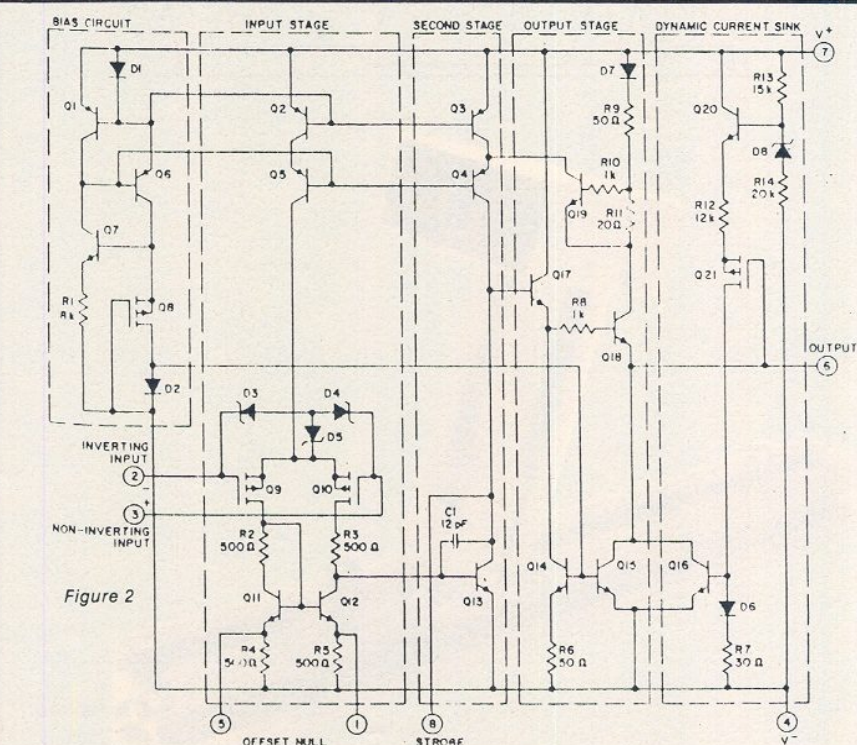 BIAS CIRCUIT
INPUT STAGE
SECOND STAGE
OUTPUT STAGE
DYNAMIC CURRENT SINK
V+
7
D1
D7
R13
15k
Q1
Q2
Q3
R9
50Ω
Q20
D8
Q6
Q5
Q4
R10
1k
R14
20k
Q19
R11
20Ω
R12
12k
Q7
Q17
Q21
R1
8k
Q8
R8
1k
Q18
OUTPUT
6
D2
D3
D4
D5
INVERTING
INPUT
2
-
Q9
Q10
+
3
NON-INVERTING
INPUT
R2
500Ω
R3
500Ω
C1
12pF
Figure 2
Q11
Q12
Q13
Q14
Q15
Q16
D6
R4
R5
500Ω
R6
50Ω
R7
30Ω
5
1
8
4
OFFSET NULL
STROBE
V-